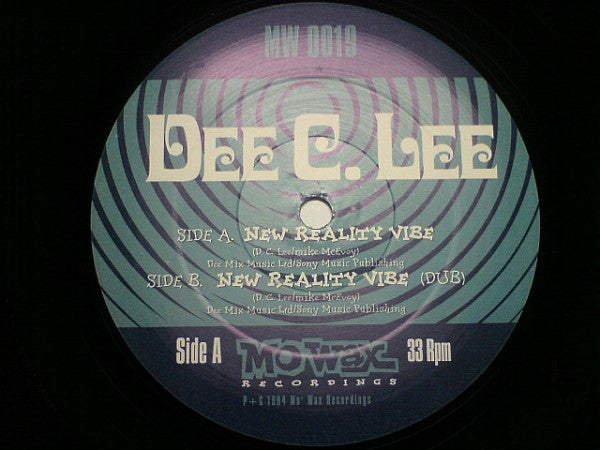 MW 0019
DEE C. LEE
SIDE A. NEW REALITY VIBE
(D. C. Lee/mike McEvoy)
Dee Mix Music Ltd/Sony Music Publishing
SIDE B. NEW REALITY VIBE (DUB)
(D. C. Lee/mike McEvoy)
Dee Mix Music Ltd/Sony Music Publishing
Side A MO WAX 33 Rpm
RECORDINGS
P + C 1994 Mo' Wax Recordings